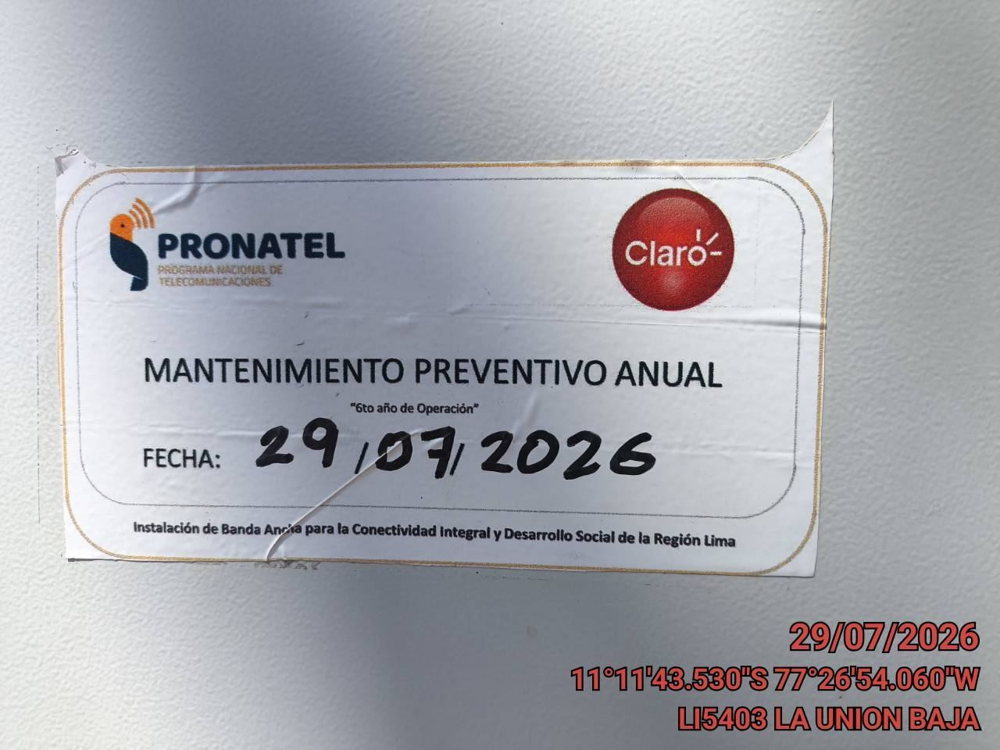 PRONATEL
PROGRAMA NACIONAL DE
TELECOMUNICACIONES
Claro
MANTENIMIENTO PREVENTIVO ANUAL
"6to año de Operación"
FECHA: 29/07/2026
Instalación de Banda Ancha para la Conectividad Integral y Desarrollo Social de la Región Lima
29/07/2026
11°11'43.530"S 77°26'54.060"W
LI5403 LA UNION BAJA